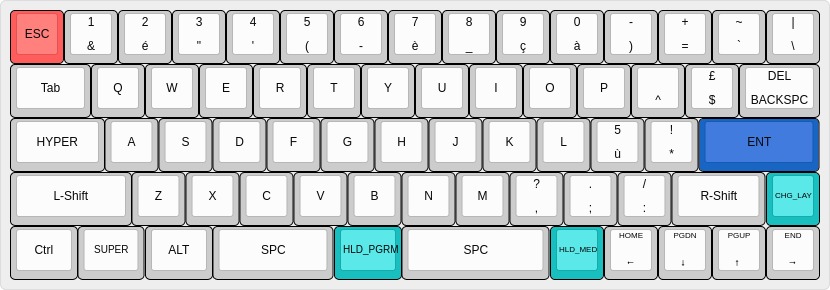 ESC 1 2 3 4 5 6 7 8 9 0 - + ~ |
& é " ' ( - è _ ç à ) = ` \
Tab Q W E R T Y U I O P ^ £ DEL
$ BACKSPC
HYPER A S D F G H J K L 5 ! ENT
ù *
L-Shift Z X C V B N M ? . / R-Shift CHG_LAY
, ; :
Ctrl SUPER ALT SPC HLD_PGRM SPC HLD_MED HOME PGDN PGUP END
← ↓ ↑ →